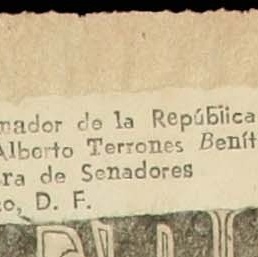 nador de la República
Alberto Terrones Benít
ra de Senadores
o, D. F.